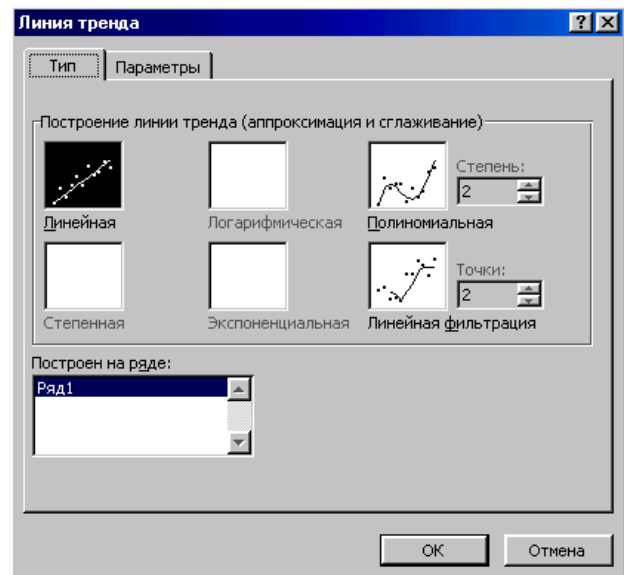 Линия тренда
Тип Параметры
Построение линии тренда (аппроксимация и сглаживание)
Степень:
2
Линейная Логарифмическая Полиномиальная
Точки:
2
Степенная Экспоненциальная Линейная фильтрация
Построен на ряде:
Ряд1
ОК Отмена